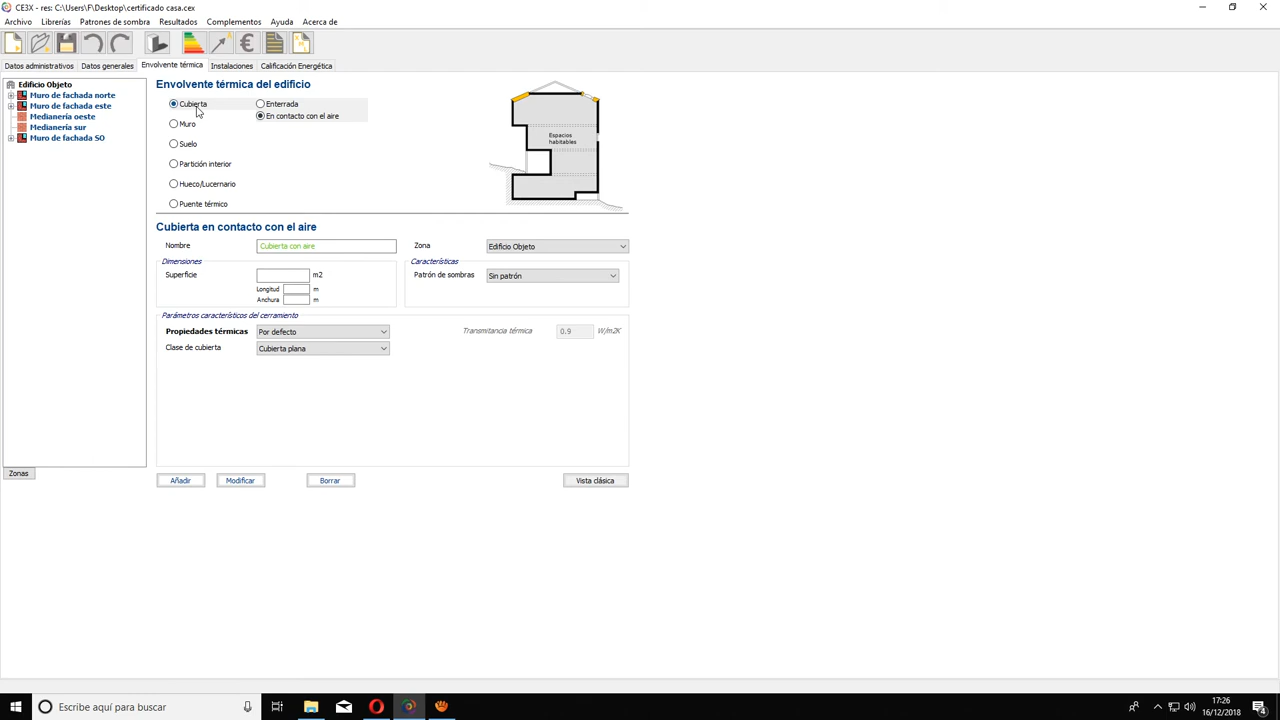 CE3X - res: C:\Users\F\Desktop\certificado casa.cex
Archivo Librerías Patrones de sombra Resultados Complementos Ayuda Acerca de
Datos administrativos Datos generales Envolvente térmica Instalaciones Calificación Energética
Edificio Objeto
Muro de fachada norte
Muro de fachada este
Medianería oeste
Medianería sur
Muro de fachada SO
Zonas
Envolvente térmica del edificio
Cubierta
Enterrada
En contacto con el aire
Muro
Suelo
Partición interior
Hueco/Lucernario
Puente térmico
Espacios
habitables
Cubierta en contacto con el aire
Nombre Cubierta con aire Zona Edificio Objeto
Dimensiones Características
Superficie m2 Patrón de sombras Sin patrón
Longitud m
Anchura m
Parámetros característicos del cerramiento
Propiedades térmicas Por defecto Transmitancia térmica 0.9 W/m2K
Clase de cubierta Cubierta plana
Añadir Modificar Borrar Vista clásica
Escribe aquí para buscar
17:26
16/12/2018
4